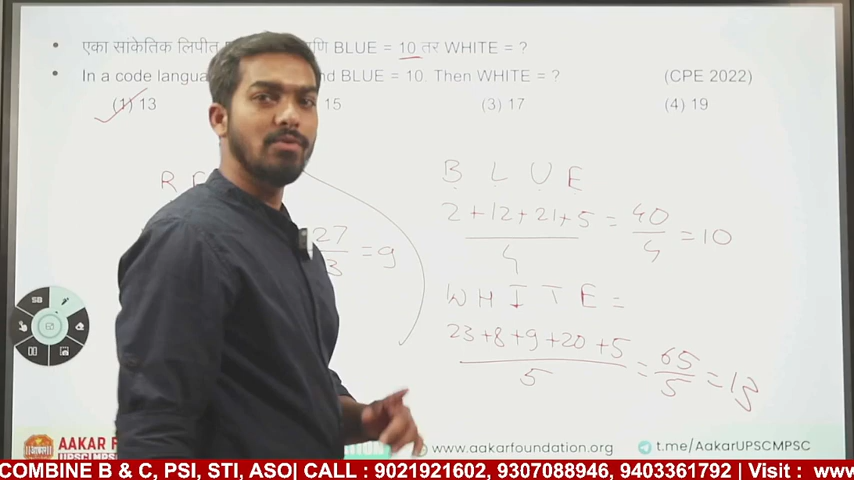 एका सांकेतिक लिपीत णि BLUE = 10 तर WHITE = ?
In a code langua nd BLUE = 10. Then WHITE = ? (CPE 2022)
(1) 13 15 (3) 17 (4) 19
R E
27
3 = 9
B L U E
2 + 12 + 21 + 5 = 40 = 10
4 4
W H I T E =
23 + 8 + 9 + 20 + 5 = 65 = 13
5 5
SB
AAKAR F
UPSC|MPSC
www.aakarfoundation.org
t.me/AakarUPSCMPSC
COMBINE B & C, PSI, STI, ASO| CALL : 9021921602, 9307088946, 9403361792 | Visit : www